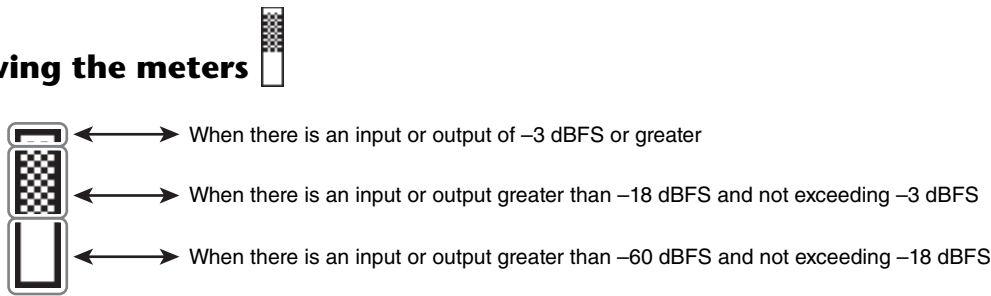 the meters
When there is an input or output of –3 dBFS or greater
When there is an input or output greater than –18 dBFS and not exceeding –3 dBFS
When there is an input or output greater than –60 dBFS and not exceeding –18 dBFS